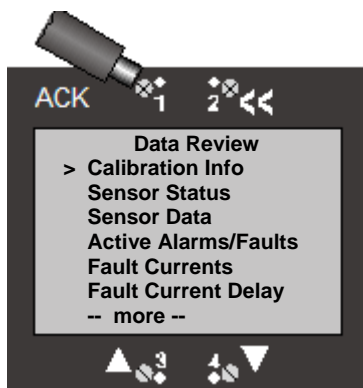 ACK 1 2 <<
Data Review
> Calibration Info
Sensor Status
Sensor Data
Active Alarms/Faults
Fault Currents
Fault Current Delay
-- more --
3 4